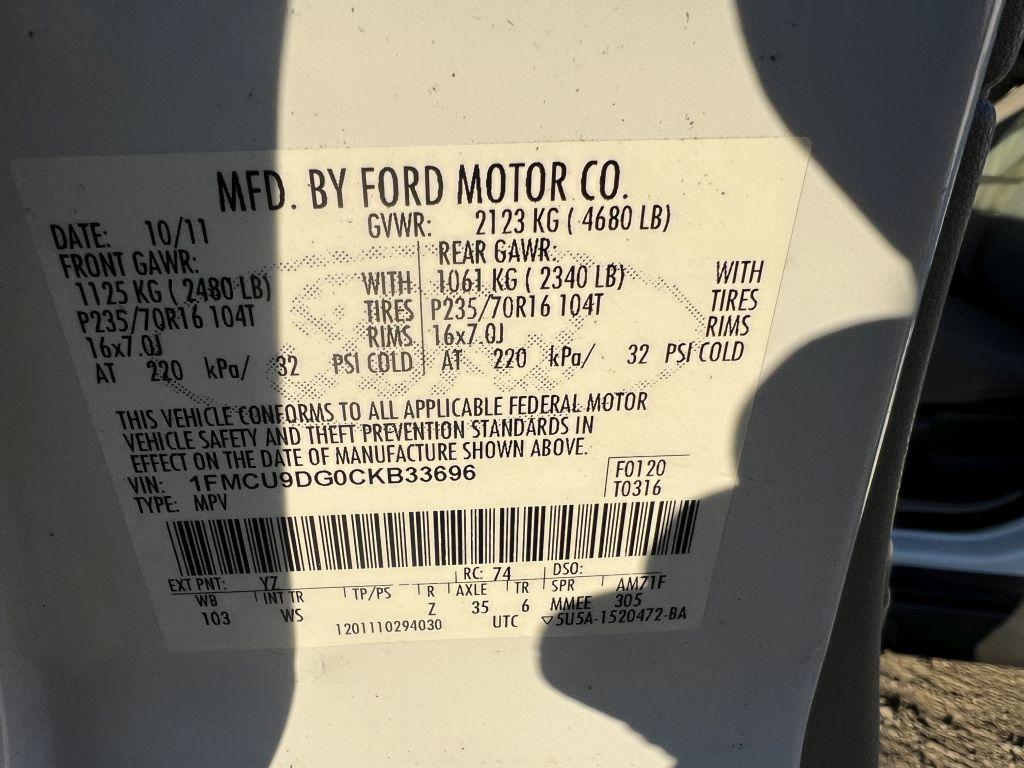 MFD. BY FORD MOTOR CO.
DATE: 10/11 GVWR: 2123 KG ( 4680 LB)
FRONT GAWR: REAR GAWR:
1125 KG ( 2480 LB) WITH 1061 KG ( 2340 LB) WITH
P235/70R16 104T TIRES P235/70R16 104T TIRES
16x7.0J RIMS 16x7.0J RIMS
AT 220 kPa/ 32 PSI COLD AT 220 kPa/ 32 PSI COLD
THIS VEHICLE CONFORMS TO ALL APPLICABLE FEDERAL MOTOR
VEHICLE SAFETY AND THEFT PREVENTION STANDARDS IN
EFFECT ON THE DATE OF MANUFACTURE SHOWN ABOVE.
VIN: 1FMCU9DG0CKB33696 F0120
TYPE: MPV T0316
EXT PNT: YZ RC: 74 DSO:
WB INT TR TP/PS R AXLE TR SPR AM71F
103 WS Z 35 6 MMEE 305
1201110294030 UTC ▽5U5A-1520472-BA